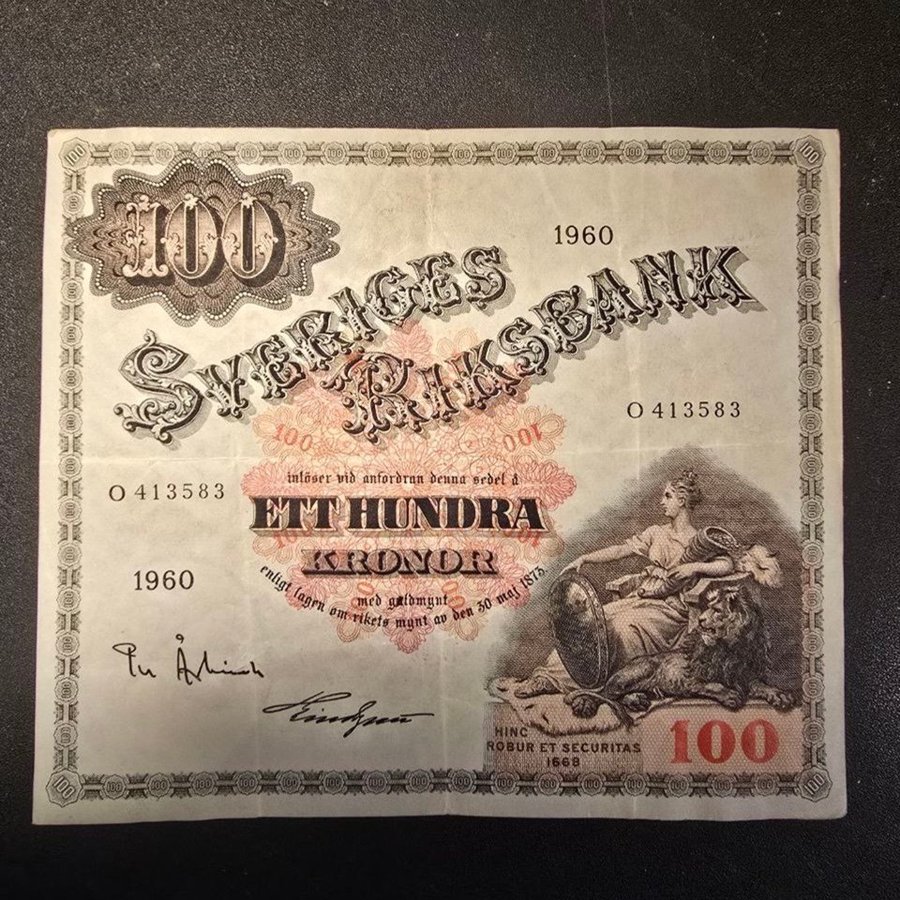 100
1960
SVERIGES
RIKSBANK
O 413583
100 100
inlöser vid anfordran denna sedel å
O 413583
ETT HUNDRA
KRONOR
1960
med guldmynt
enligt lagen om rikets mynt av den 30 maj 1873.
HINC
ROBUR ET SECURITAS
1668
100